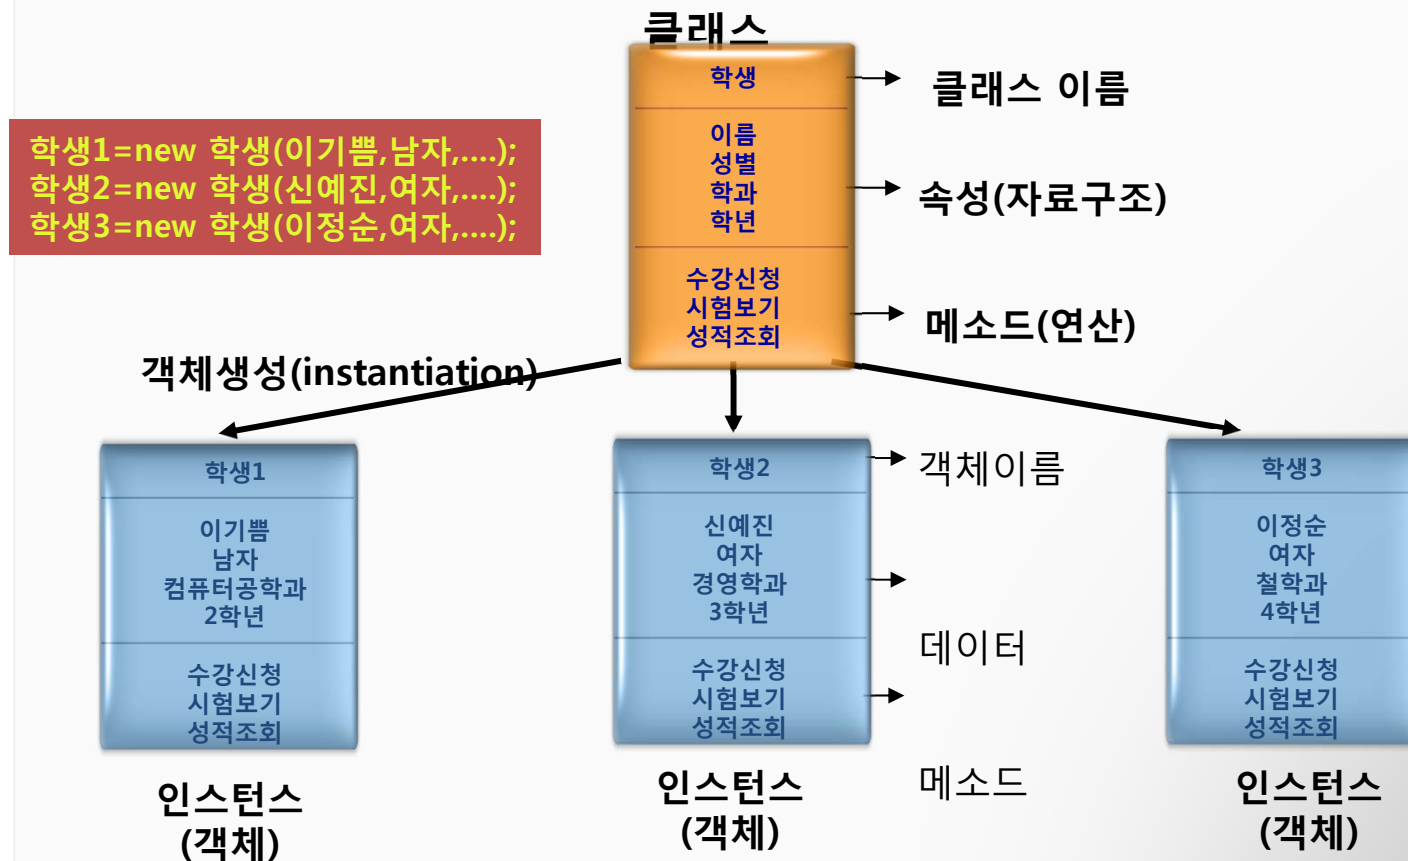 클래스
학생
클래스 이름
이름
성별
학과
학년
속성(자료구조)
수강신청
시험보기
성적조회
메소드(연산)
학생1=new 학생(이기쁨,남자,....);
학생2=new 학생(신예진,여자,....);
학생3=new 학생(이정순,여자,....);
객체생성(instantiation)
학생1
이기쁨
남자
컴퓨터공학과
2학년
수강신청
시험보기
성적조회
인스턴스
(객체)
학생2
신예진
여자
경영학과
3학년
수강신청
시험보기
성적조회
인스턴스
(객체)
객체이름
데이터
메소드
학생3
이정순
여자
철학과
4학년
수강신청
시험보기
성적조회
인스턴스
(객체)